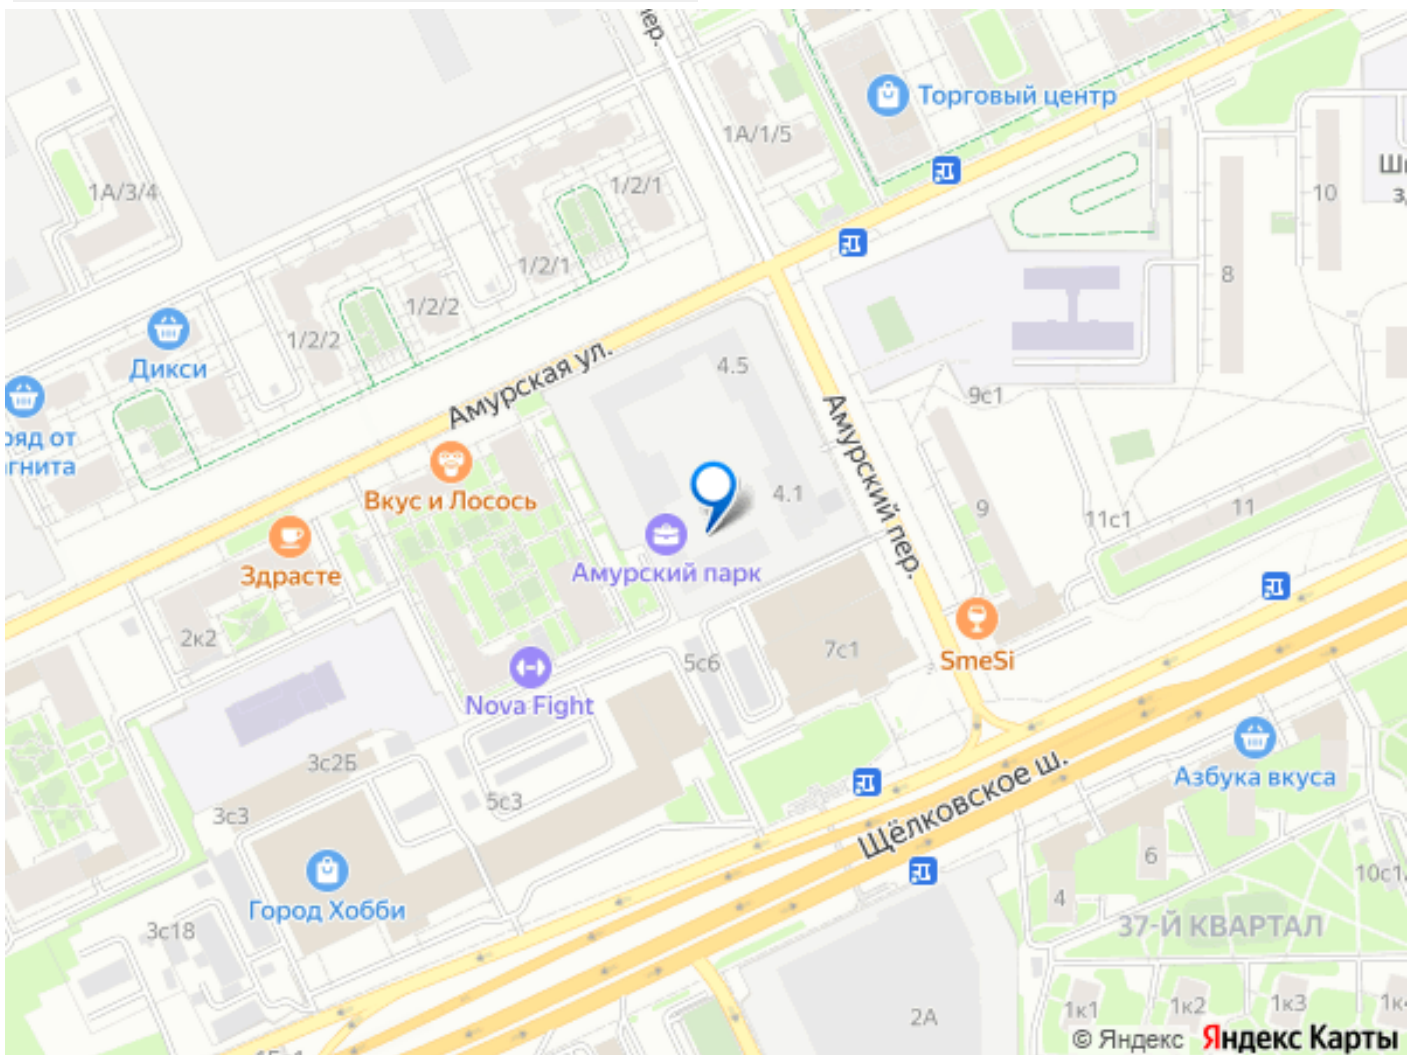 пер.
Торговый центр
1А/1/5
1А/3/4
1/2/1
10
1/2/1
8
1/2/2
1/2/2
Дикси
4.5
Амурская ул.
9с1
Амурский пер.
ряд от
гнита
Вкус и Лосось
4.1
9
11с1
11
Здрасте
Амурский парк
2к2
7с1
5с6
SmeSi
Nova Fight
3с2Б
Азбука вкуса
5с3
3с3
Щёлковское ш.
6
10с1
4
Город Хобби
3с18
37-Й КВАРТАЛ
2А
1к1
1к2
1к3
© Яндекс Яндекс Карты